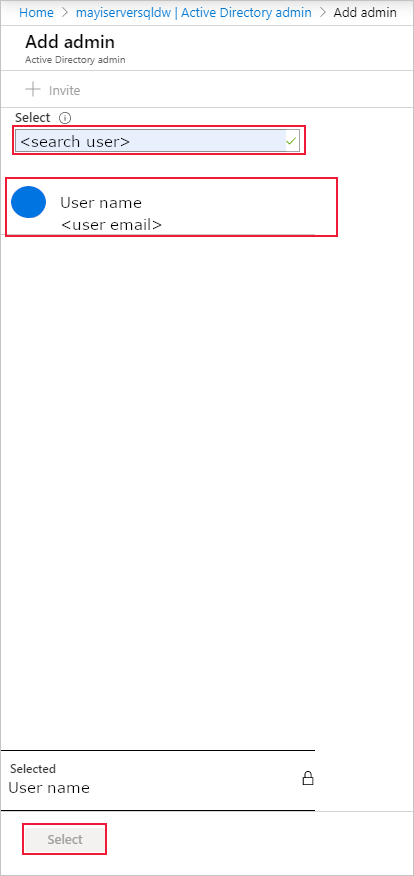 Home > mayiserversqldw | Active Directory admin > Add admin
Add admin
Active Directory admin
+ Invite
Select
<search user>
User name
<user email>
Selected
User name
Select